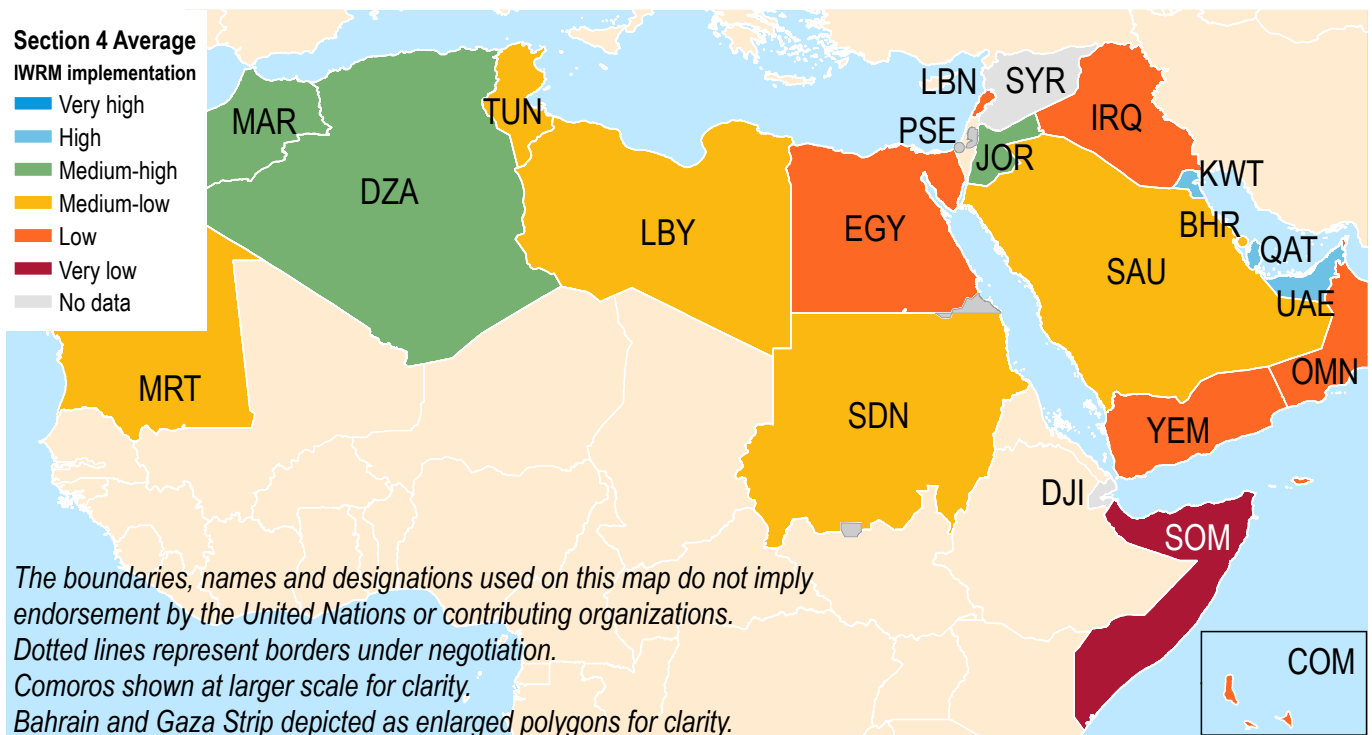 Section 4 Average
IWRM implementation
Very high
High
Medium-high
Medium-low
Low
Very low
No data
MAR
DZA
TUN
LBY
EGY
LBN
SYR
PSE
JOR
IRQ
KWT
BHR
QAT
SAU
UAE
OMN
MRT
SDN
YEM
DJI
SOM
COM
The boundaries, names and designations used on this map do not imply
endorsement by the United Nations or contributing organizations.
Dotted lines represent borders under negotiation.
Comoros shown at larger scale for clarity.
Bahrain and Gaza Strip depicted as enlarged polygons for clarity.